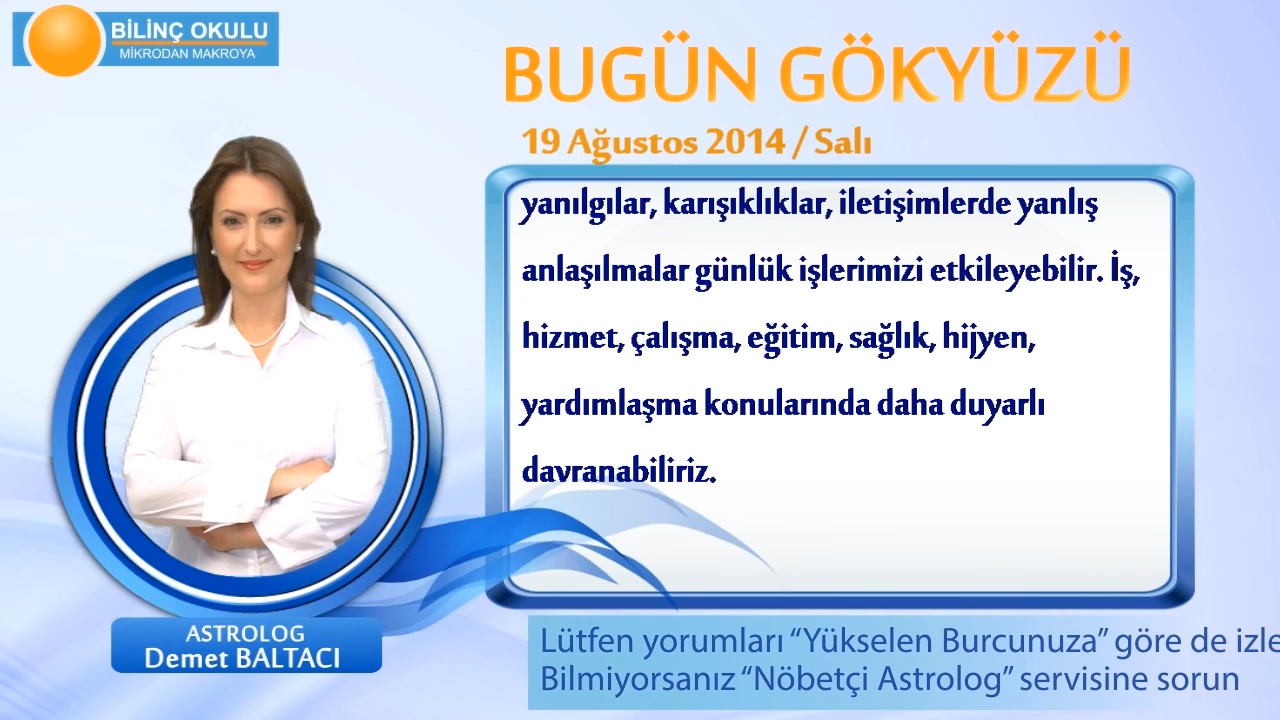 BİLİNÇ OKULU
MİKRODAN MAKROYA
BUGÜN GÖKYÜZÜ
19 Ağustos 2014 / Salı
yanılgılar, karışıklıklar, iletişimlerde yanlış
anlaşılmalar günlük işlerimizi etkileyebilir. İş,
hizmet, çalışma, eğitim, sağlık, hijyen,
yardımlaşma konularında daha duyarlı
davranabiliriz.
ASTROLOG
Demet BALTACI
Lütfen yorumları “Yükselen Burcunuza” göre de izle
Bilmiyorsanız “Nöbetçi Astrolog” servisine sorun